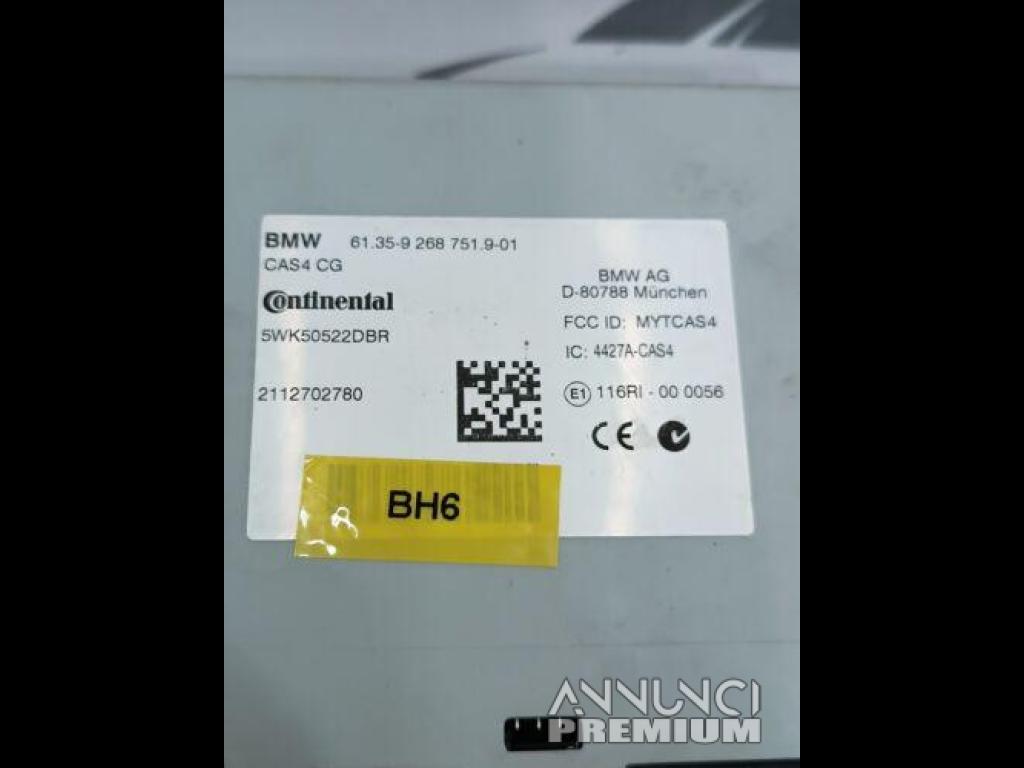 BMW 61.35-9 268 751.9-01
CAS4 CG
Continental
5WK50522DBR
2112702780
BMW AG
D-80788 München
FCC ID: MYTCAS4
IC: 4427A-CAS4
E1 116RI - 00 0056
CE
BH6
ANNUNCI
PREMIUM